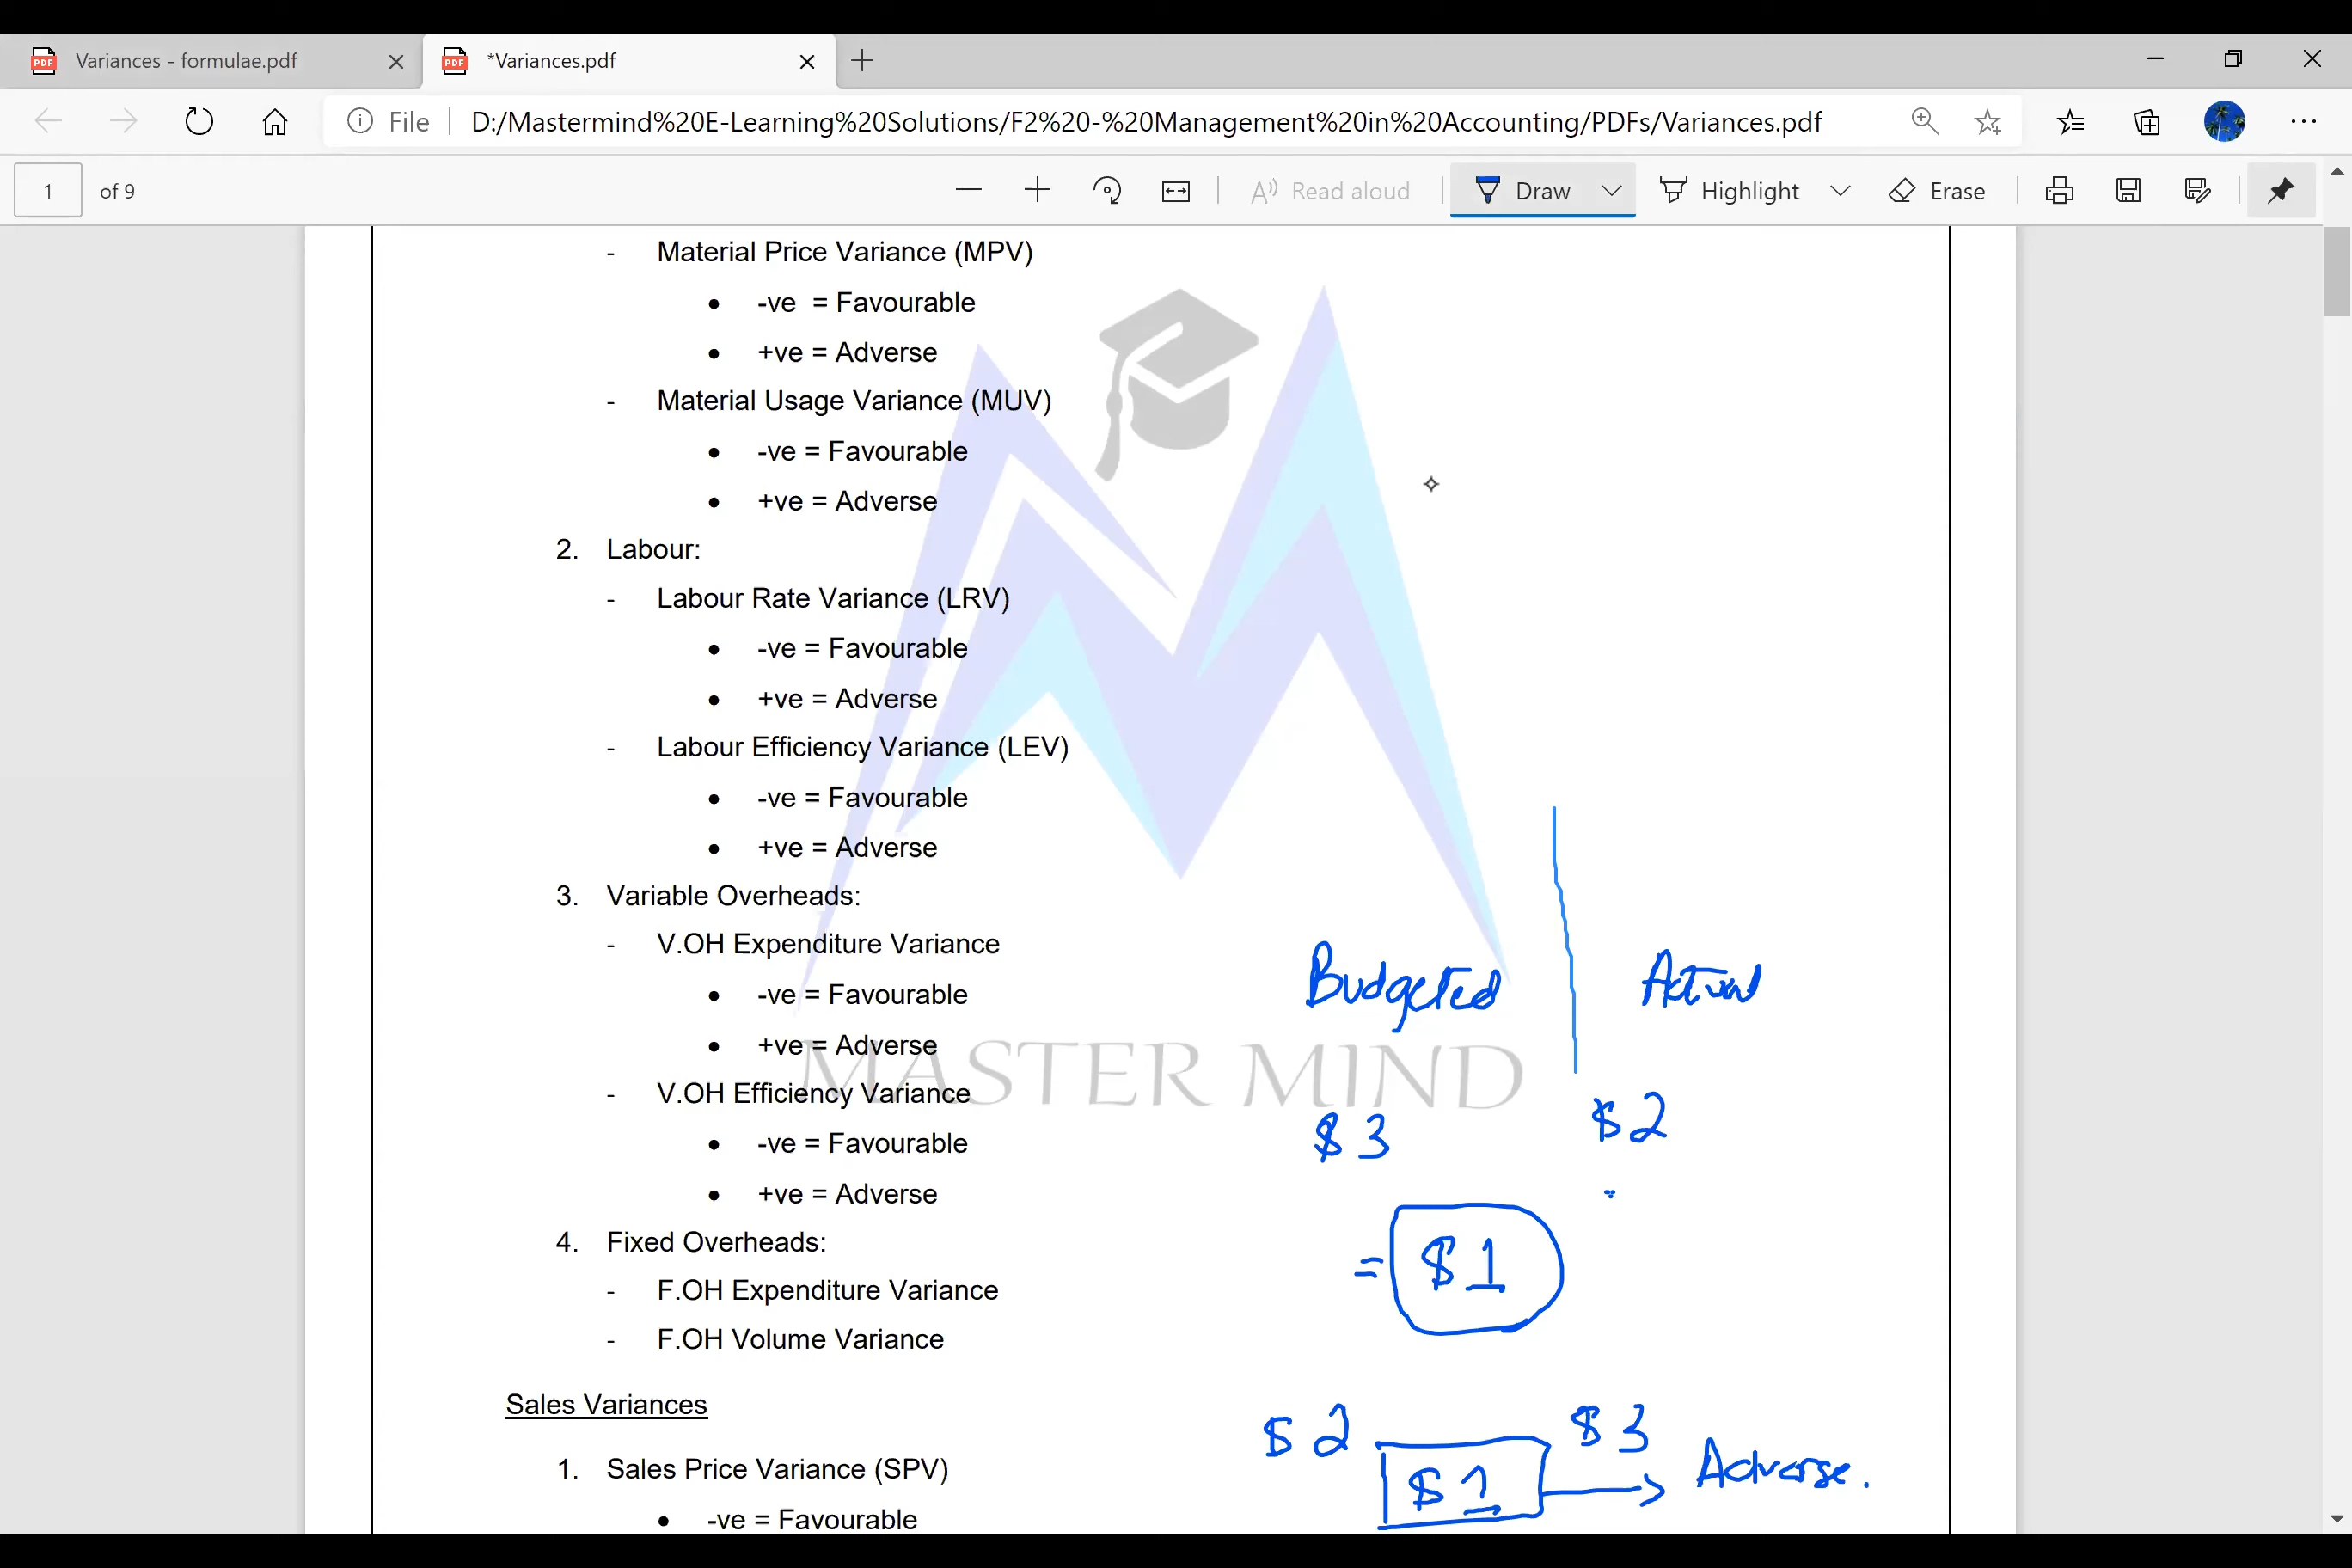 Variances - formulae.pdf
*Variances.pdf
File
D:/Mastermind%20E-Learning%20Solutions/F2%20-%20Management%20in%20Accounting/PDFs/Variances.pdf
1 of 9
Read aloud
Draw
Highlight
Erase
- Material Price Variance (MPV)
• -ve = Favourable
• +ve = Adverse
- Material Usage Variance (MUV)
• -ve = Favourable
• +ve = Adverse
2. Labour:
- Labour Rate Variance (LRV)
• -ve = Favourable
• +ve = Adverse
- Labour Efficiency Variance (LEV)
• -ve = Favourable
• +ve = Adverse
3. Variable Overheads:
- V.OH Expenditure Variance
• -ve = Favourable
• +ve = Adverse
- V.OH Efficiency Variance
• -ve = Favourable
• +ve = Adverse
4. Fixed Overheads:
- F.OH Expenditure Variance
- F.OH Volume Variance
Sales Variances
1. Sales Price Variance (SPV)
• -ve = Favourable
MASTER MIND
Budgeted Actual
$3 $2
= $1
$2 $3
$1 Adverse.